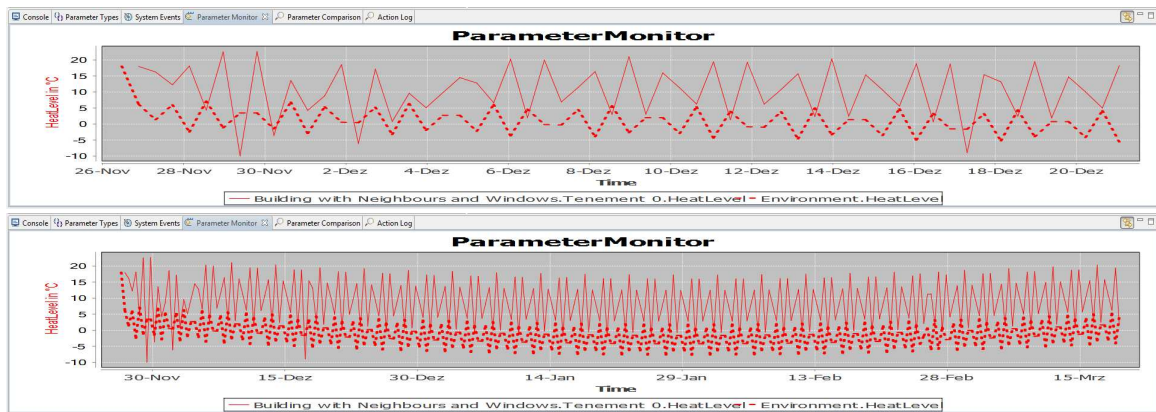 Console Parameter Types System Events Parameter Monitor Parameter Comparison Action Log
ParameterMonitor
HeatLevel in °C
20
15
10
5
0
-5
-10
26-Nov 28-Nov 30-Nov 2-Dez 4-Dez 6-Dez 8-Dez 10-Dez 12-Dez 14-Dez 16-Dez 18-Dez 20-Dez
Time
Building with Neighbours and Windows.Tenement 0.HeatLevel Environment.HeatLevel
Console Parameter Types System Events Parameter Monitor Parameter Comparison Action Log
ParameterMonitor
HeatLevel in °C
20
15
10
5
0
-5
-10
30-Nov 15-Dez 30-Dez 14-Jan 29-Jan 13-Feb 28-Feb 15-Mrz
Time
Building with Neighbours and Windows.Tenement 0.HeatLevel Environment.HeatLevel